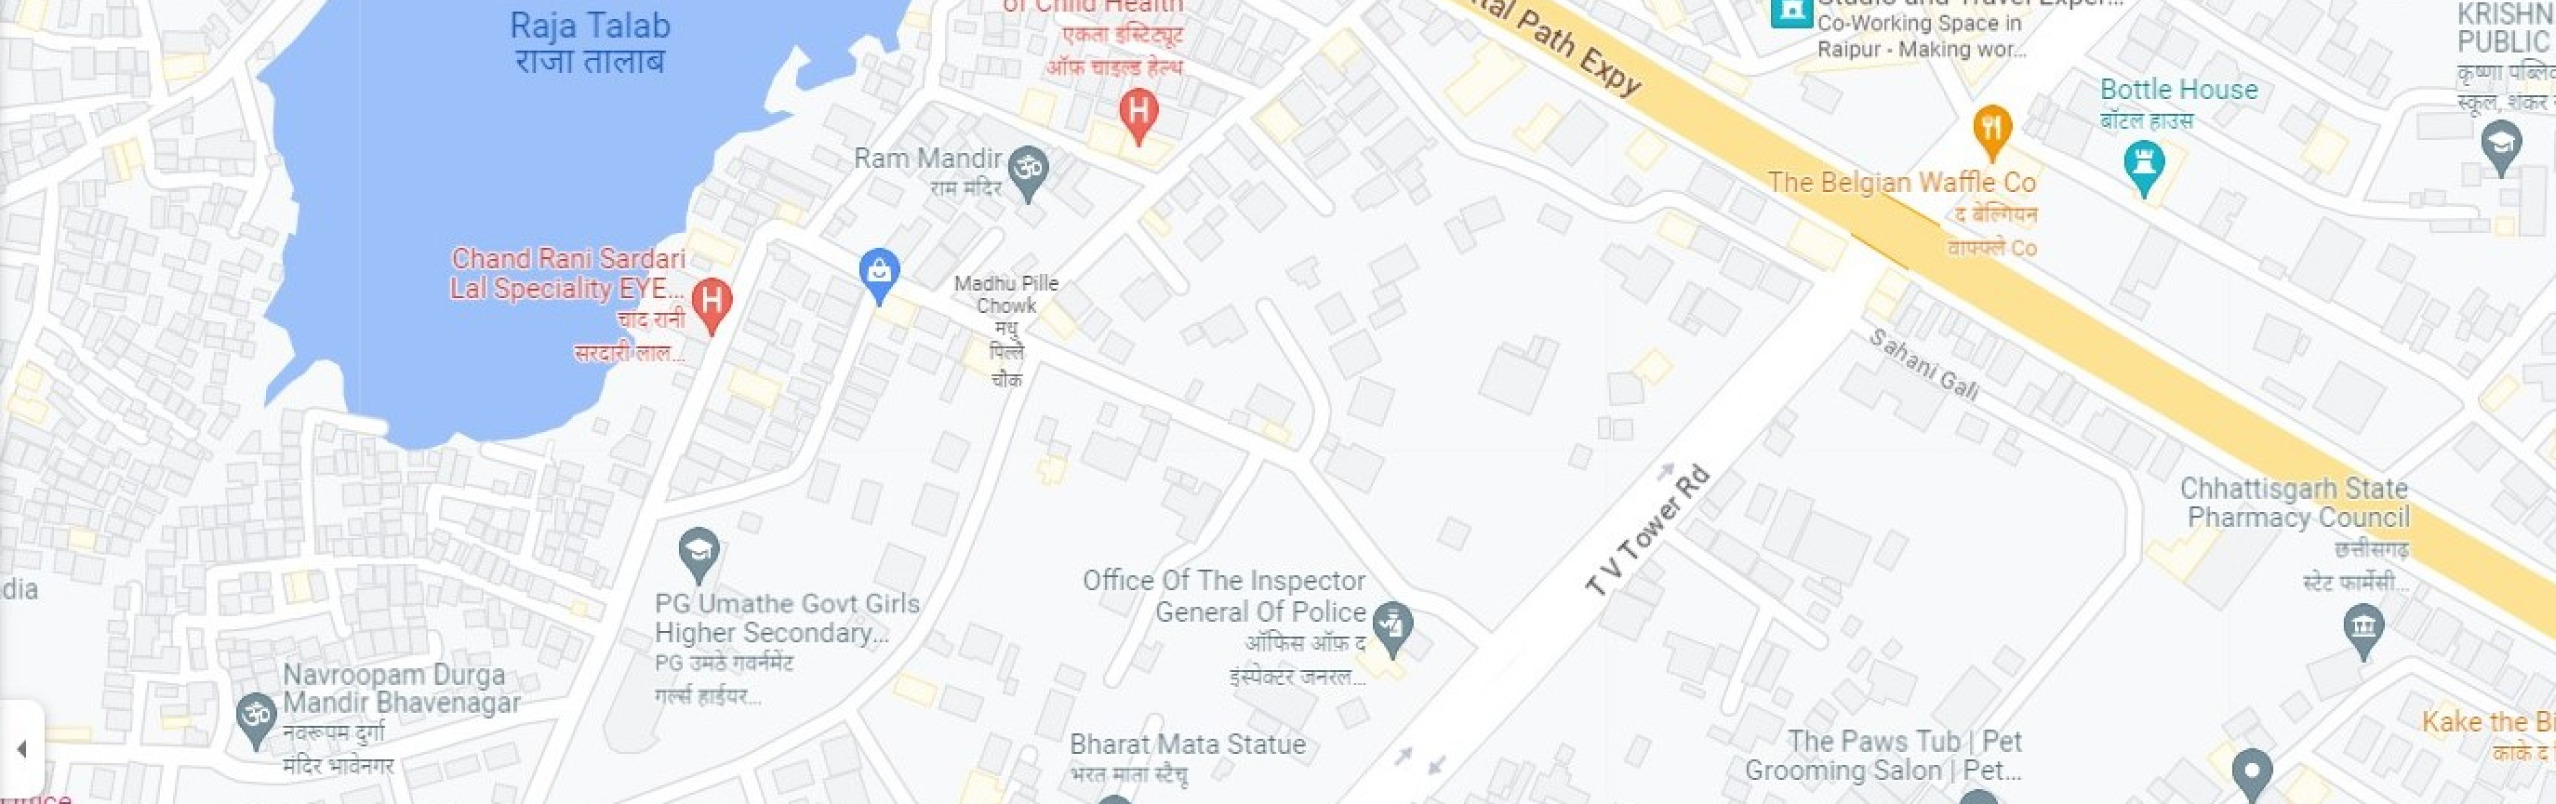 Raja Talab
राजा तालाब
of Child Health
एकता इंस्टिट्यूट
ऑफ़ चाइल्ड हेल्थ
Path Expy
Co-Working Space in
Raipur - Making wor...
KRISHN
PUBLIC
कृष्णा पब्लिक
स्कूल, शंकर
Bottle House
बॉटल हाउस
Ram Mandir
राम मंदिर
The Belgian Waffle Co
द बेल्गियन
वाफ्फ्ले Co
Chand Rani Sardari
Lal Speciality EYE...
चाद रानी
सरदारी लाल...
Madhu Pille
Chowk
मधु
पिल्ले
चौक
Sahani Gali
T V Tower Rd
Chhattisgarh State
Pharmacy Council
छत्तीसगढ़
स्टेट फार्मेसी...
dia
PG Umathe Govt Girls
Higher Secondary...
PG उमठे गवर्नमेंट
गर्ल्स हाईयर...
Office Of The Inspector
General Of Police
ऑफिस ऑफ़ द
इंस्पेक्टर जनरल...
Navroopam Durga
Mandir Bhavenagar
नवरूपम दुर्गा
मंदिर भावेनगर
Bharat Mata Statue
भरत माता स्टैचू
The Paws Tub | Pet
Grooming Salon | Pet...
Kake the Bi
काके द